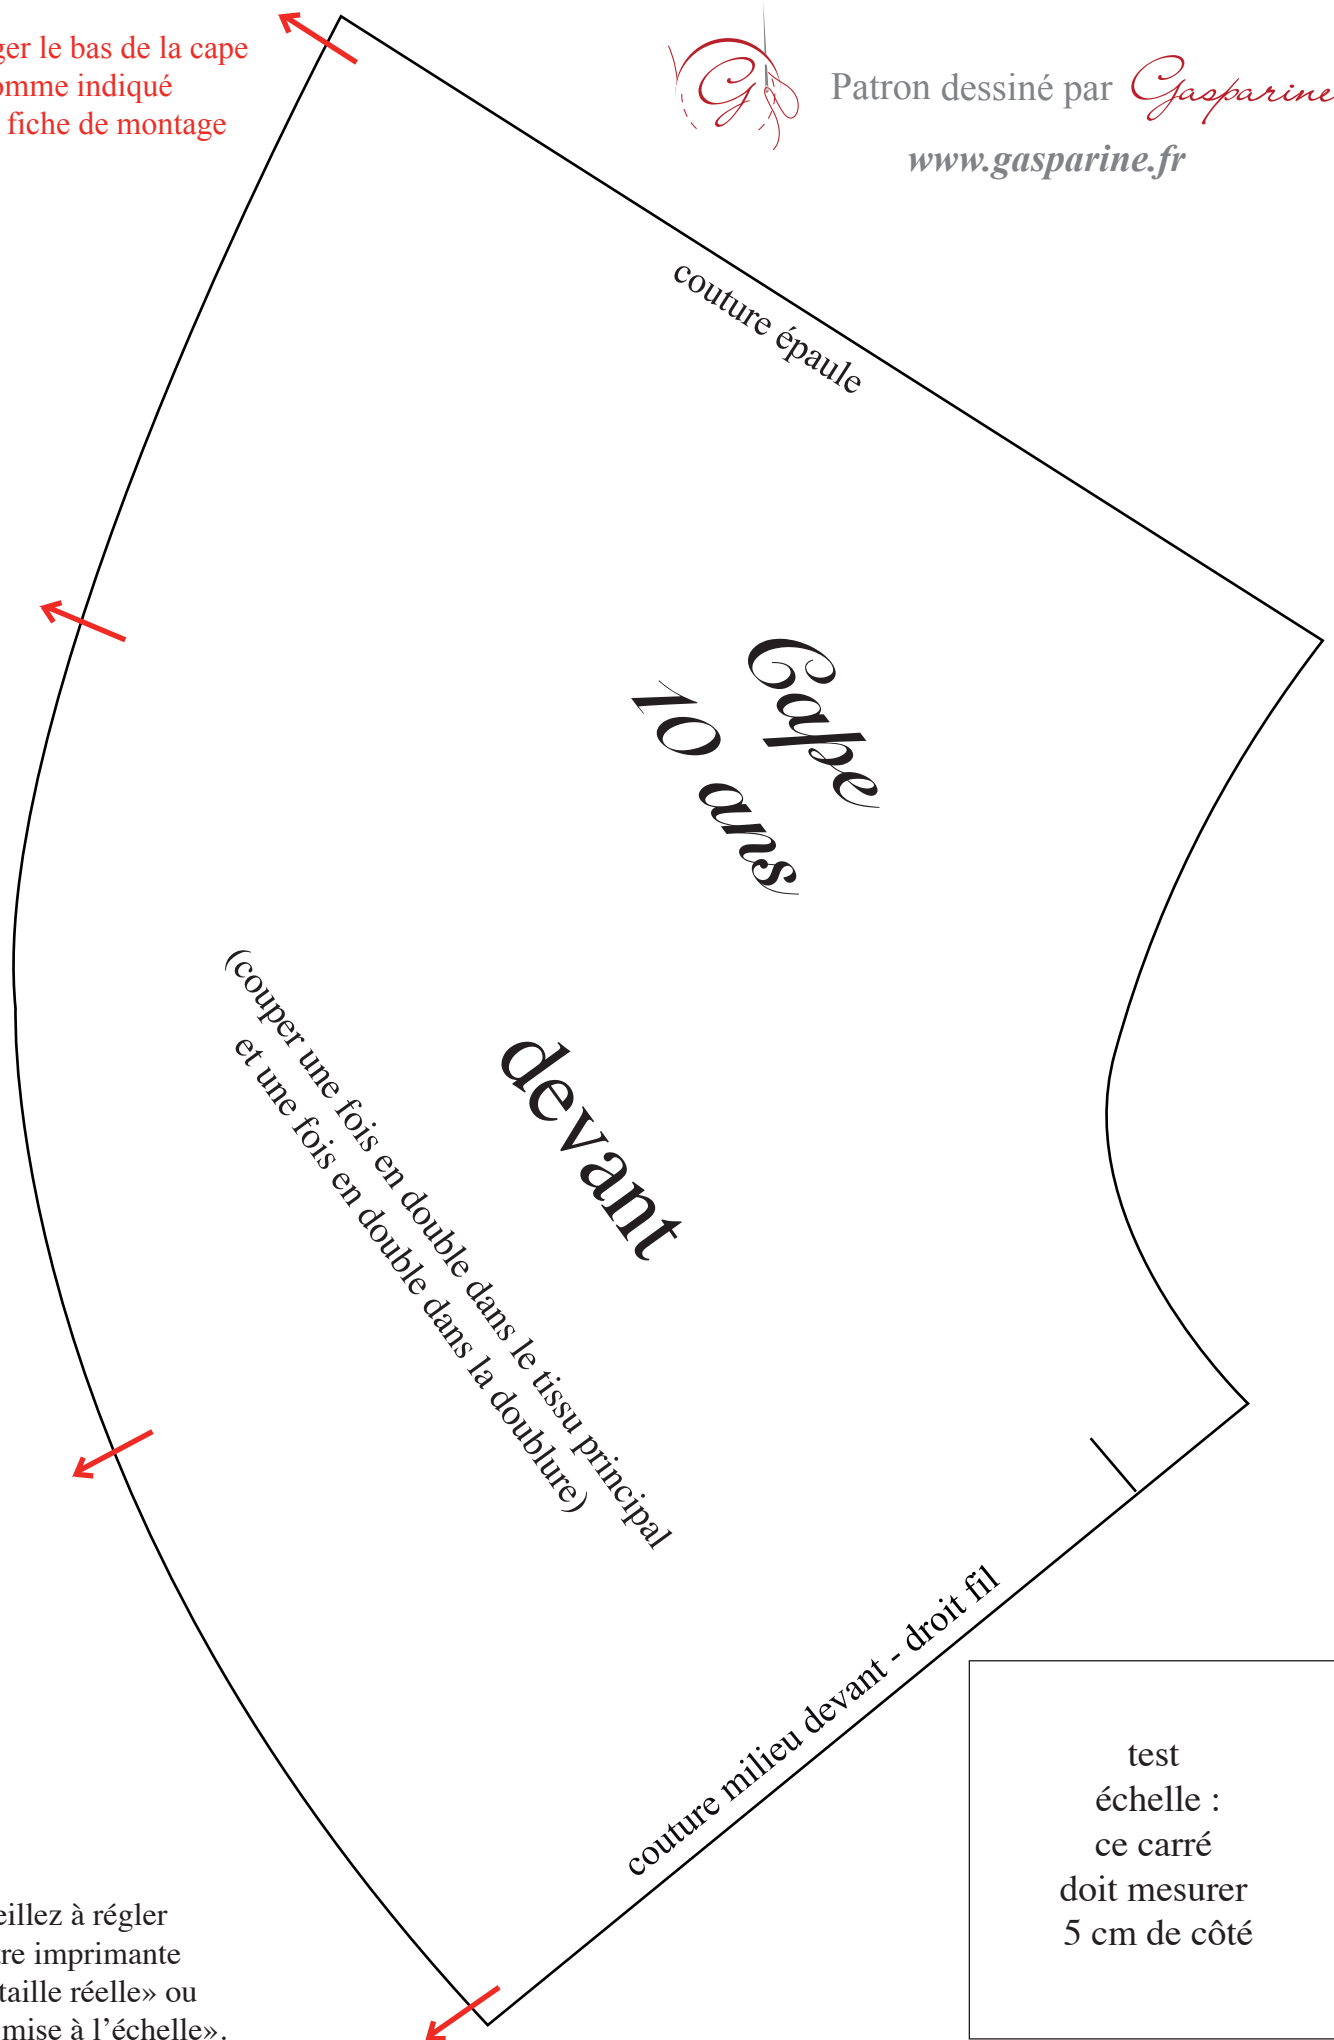 ger le bas de la cape
omme indiqué
fiche de montage
G
Patron dessiné par Gasparine
www.gasparine.fr
couture épaule
Cape
10 ans
devant
(couper une fois en double dans le tissu principal
et une fois en double dans la doublure)
couture milieu devant - droit fil
test
échelle :
ce carré
doit mesurer
5 cm de côté
eillez à régler
tre imprimante
taille réelle» ou
mise à l’échelle».